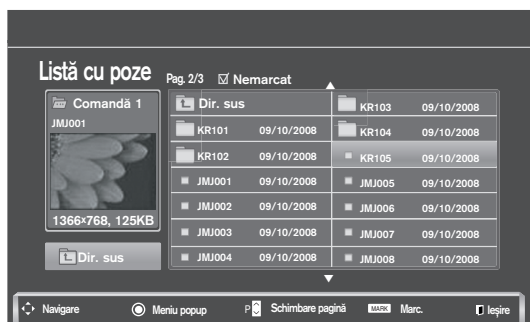 Listă cu poze Pag. 2/3 Nemarcat
Comandă 1
JMJ001
1366x768, 125KB
Dir. sus
Dir. sus KR103 09/10/2008
KR101 09/10/2008 KR104 09/10/2008
KR102 09/10/2008 KR105 09/10/2008
JMJ001 09/10/2008 JMJ005 09/10/2008
JMJ002 09/10/2008 JMJ006 09/10/2008
JMJ003 09/10/2008 JMJ007 09/10/2008
JMJ004 09/10/2008 JMJ008 09/10/2008
Navigare Meniu popup P Schimbare pagină MARK Marc. Ieşire